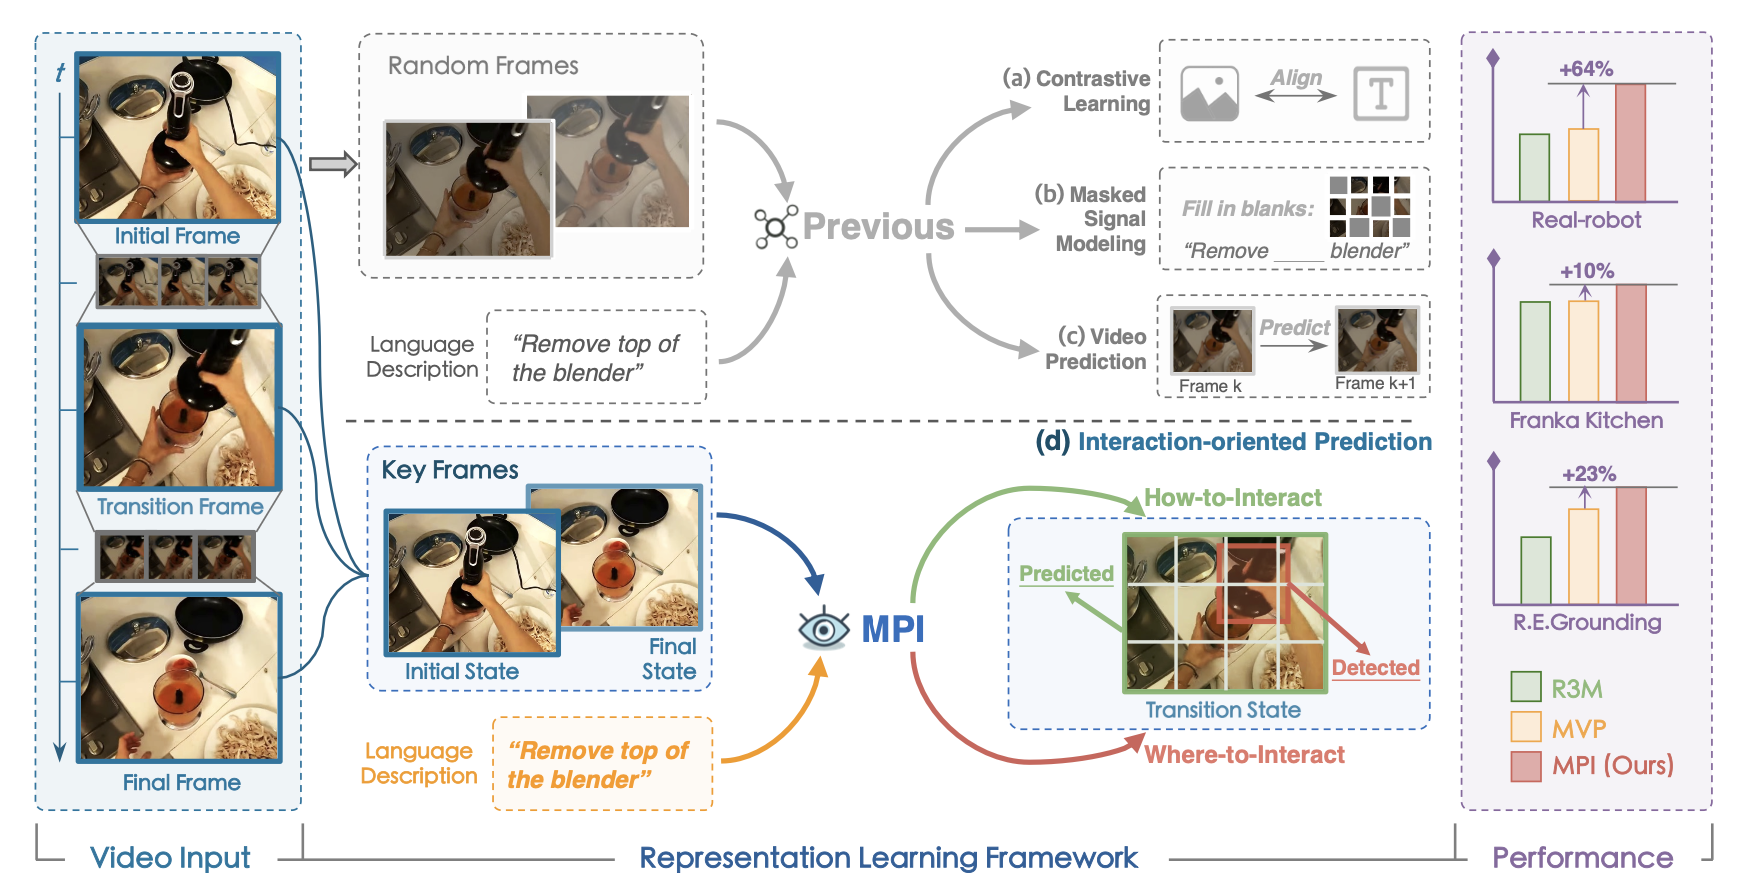 t
Initial Frame
Transition Frame
Final Frame
Random Frames
Language
Description
“Remove top of
the blender”
Previous
(a) Contrastive
Learning
Align
T
(b) Masked
Signal
Modeling
Fill in blanks:
“Remove ____ blender”
(c) Video
Prediction
Predict
Frame k
Frame k+1
(d) Interaction-oriented Prediction
Key Frames
Initial State
Final
State
Language
Description
“Remove top of
the blender”
MPI
How-to-Interact
Predicted
Detected
Transition State
Where-to-Interact
+64%
Real-robot
+10%
Franka Kitchen
+23%
R.E.Grounding
R3M
MVP
MPI (Ours)
Video Input
Representation Learning Framework
Performance